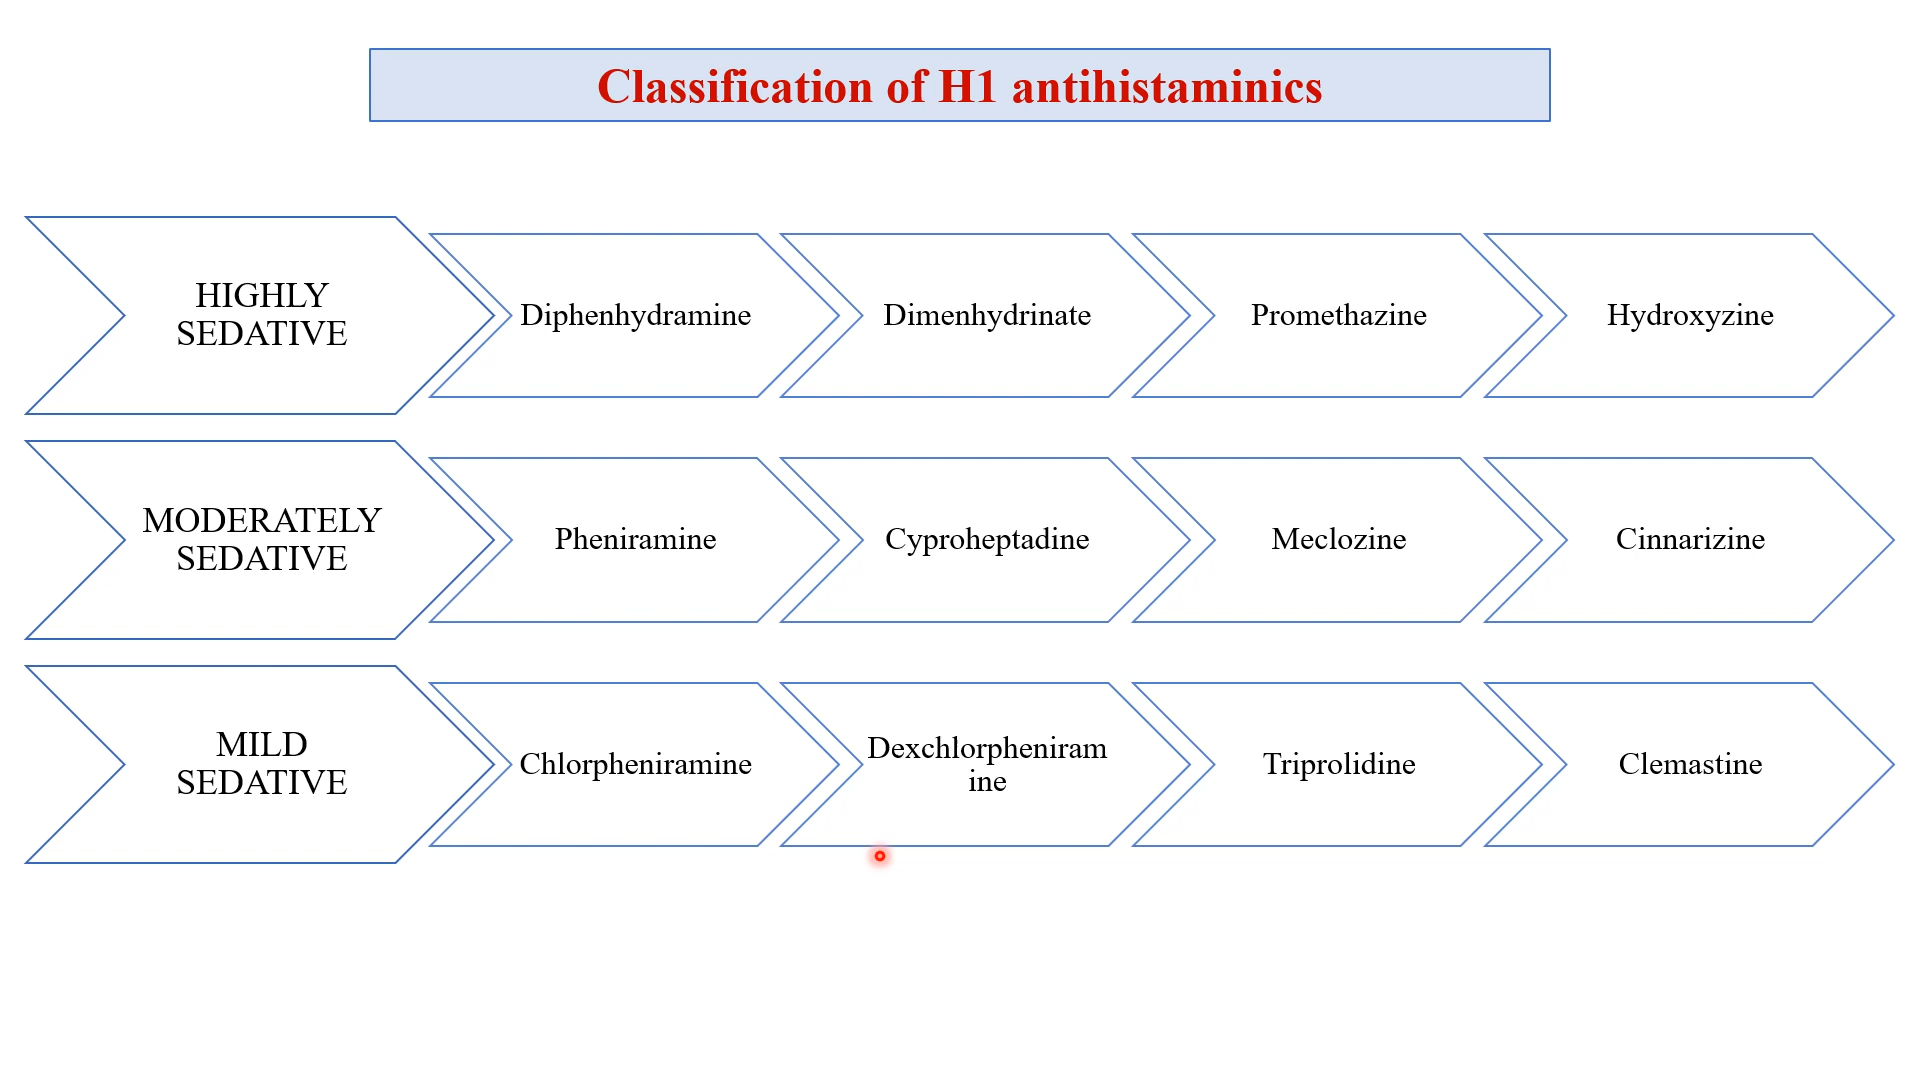 Classification of H1 antihistaminics
HIGHLY
SEDATIVE
Diphenhydramine
Dimenhydrinate
Promethazine
Hydroxyzine
MODERATELY
SEDATIVE
Pheniramine
Cyproheptadine
Meclozine
Cinnarizine
MILD
SEDATIVE
Chlorpheniramine
Dexchlorpheniram
ine
Triprolidine
Clemastine